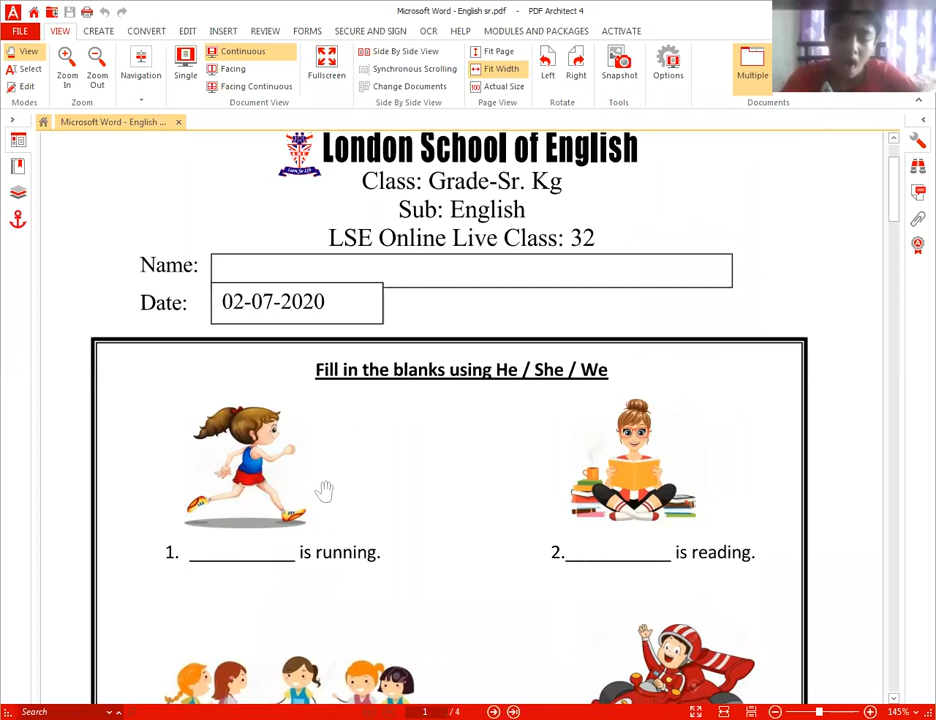 Microsoft Word - English sr.pdf - PDF Architect 4
FILE VIEW CREATE CONVERT EDIT INSERT REVIEW FORMS SECURE AND SIGN OCR HELP MODULES AND PACKAGES ACTIVATE
View
Select
Edit
Modes
Zoom In
Zoom Out
Zoom
Navigation
Single
Continuous
Facing
Facing Continuous
Document View
Fullscreen
Side By Side View
Synchronous Scrolling
Change Documents
Side By Side View
Fit Page
Fit Width
100 Actual Size
Page View
Left
Right
Rotate
Snapshot
Tools
Options
Multiple
Documents
Microsoft Word - English ...
London School of English
Class: Grade-Sr. Kg
Sub: English
LSE Online Live Class: 32
Name:
Date: 02-07-2020
Fill in the blanks using He / She / We
1. ___________ is running.
2.___________ is reading.
Search
1 / 4
145%